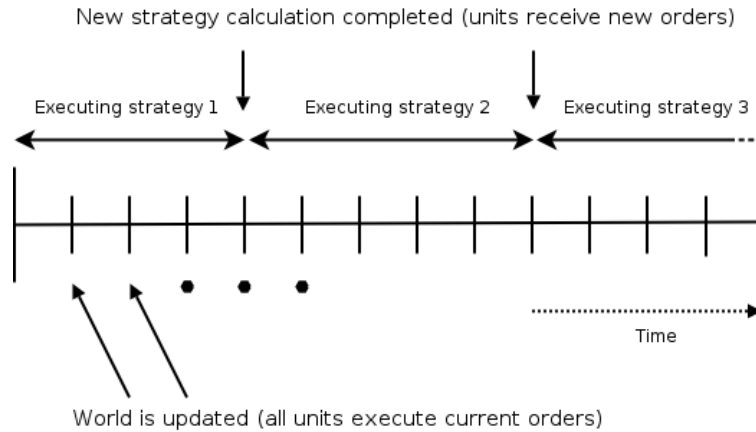 New strategy calculation completed (units receive new orders)
Executing strategy 1
Executing strategy 2
Executing strategy 3
Time
World is updated (all units execute current orders)